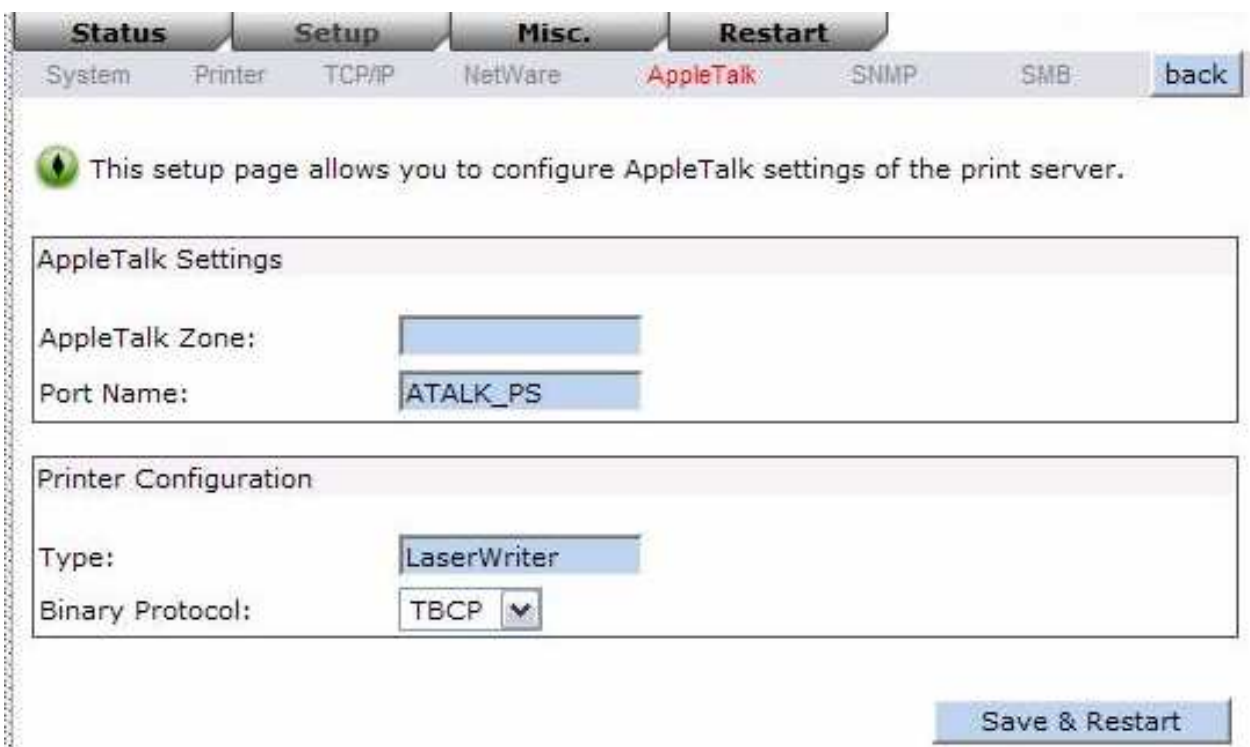 Status Setup Misc. Restart
System Printer TCP/IP NetWare AppleTalk SNMP SMB back
This setup page allows you to configure AppleTalk settings of the print server.
AppleTalk Settings
AppleTalk Zone:
Port Name: ATALK_PS
Printer Configuration
Type: LaserWriter
Binary Protocol: TBCP
Save & Restart